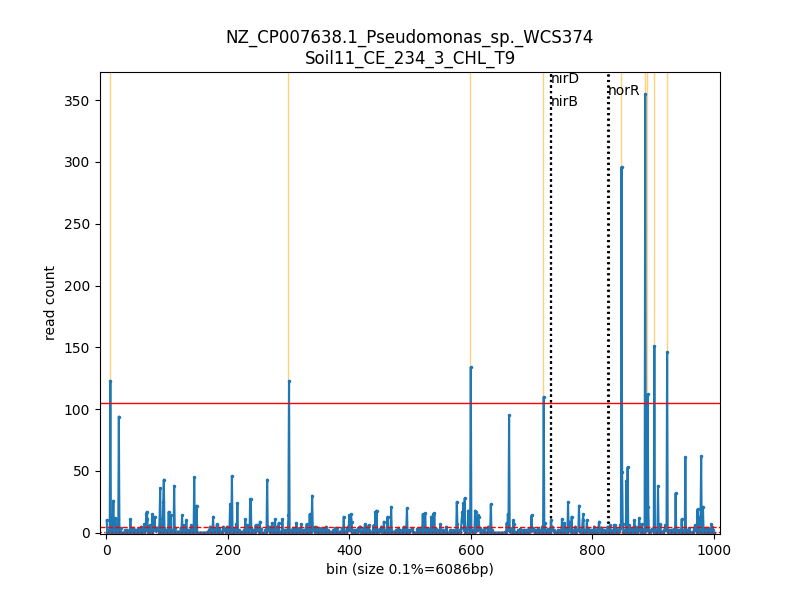 NZ_CP007638.1_Pseudomonas_sp._WCS374
Soil11_CE_234_3_CHL_T9
nirD
norR
nirB
350
300
250
200
150
100
50
0
read count
0
200
400
600
800
1000
bin (size 0.1%=6086bp)